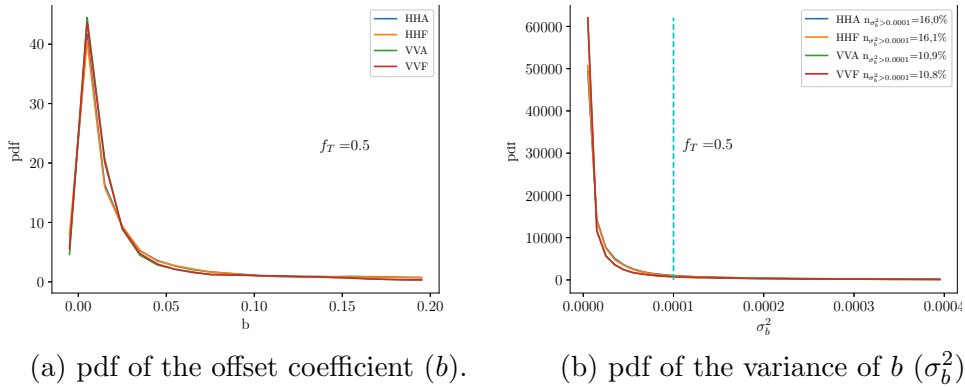 HHA
HHF
VVA
VVF
40
30
20
10
0
pdf
f_T =0.5
0.00 0.05 0.10 0.15 0.20
b
(a) pdf of the offset coefficient (b).
HHA n_{σ_b^2>0.0001}=16,0%
HHF n_{σ_b^2>0.0001}=16,1%
VVA n_{σ_b^2>0.0001}=10,9%
VVF n_{σ_b^2>0.0001}=10,8%
60000
50000
40000
30000
20000
10000
0
pdf
f_T =0.5
0.0000 0.0001 0.0002 0.0003 0.0004
σ_b^2
(b) pdf of the variance of b (σ_b^2)